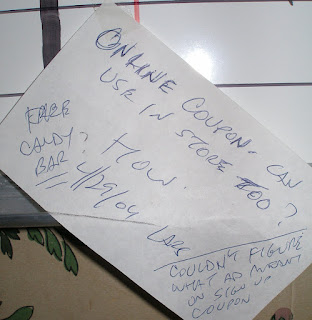 ONLINE COUPON. CAN
USE IN STORE TOO?
HOW.
FREE
CANDY?
BAR
4/29/04
COULDN'T FIGURE
WHAT AD MEANT
ON SIGN UP
COUPON